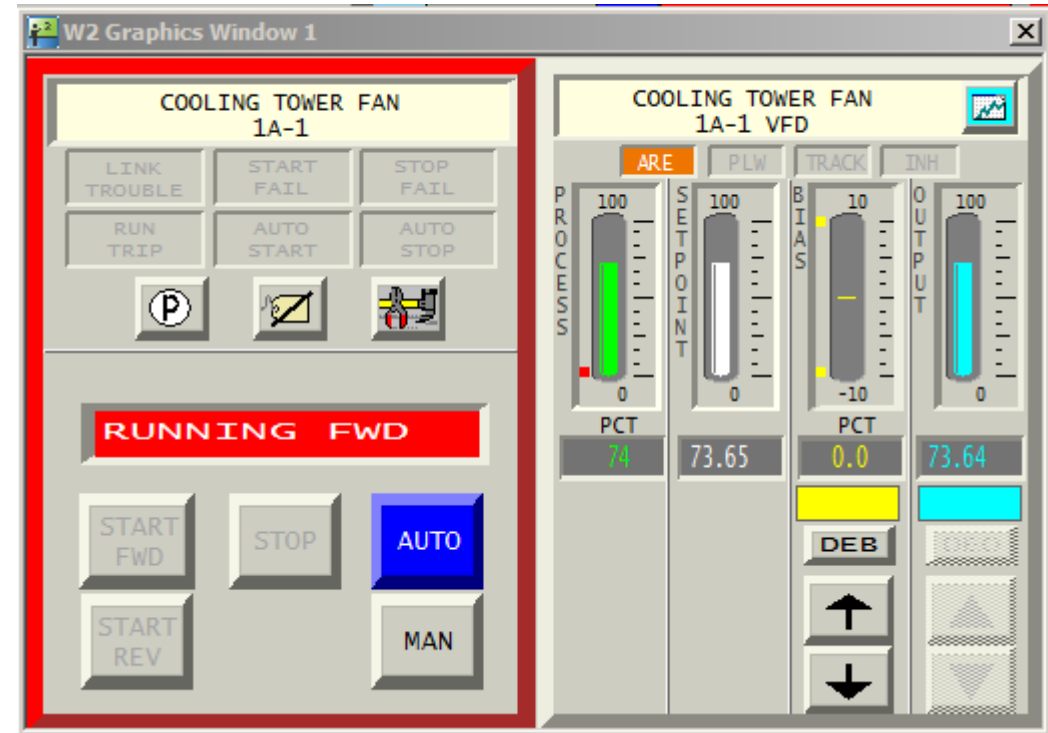 W2 Graphics Window 1
COOLING TOWER FAN
1A-1
LINK
TROUBLE
START
FAIL
STOP
FAIL
RUN
TRIP
AUTO
START
AUTO
STOP
P
RUNNING FWD
START
FWD
STOP
AUTO
START
REV
MAN
COOLING TOWER FAN
1A-1 VFD
ARE
PLW
TRACK
INH
PROCESS
100
0
PCT
74
SETPOINT
100
0
73.65
BIAS
10
-10
PCT
0.0
DEB
OUTPUT
100
0
73.64
DEB